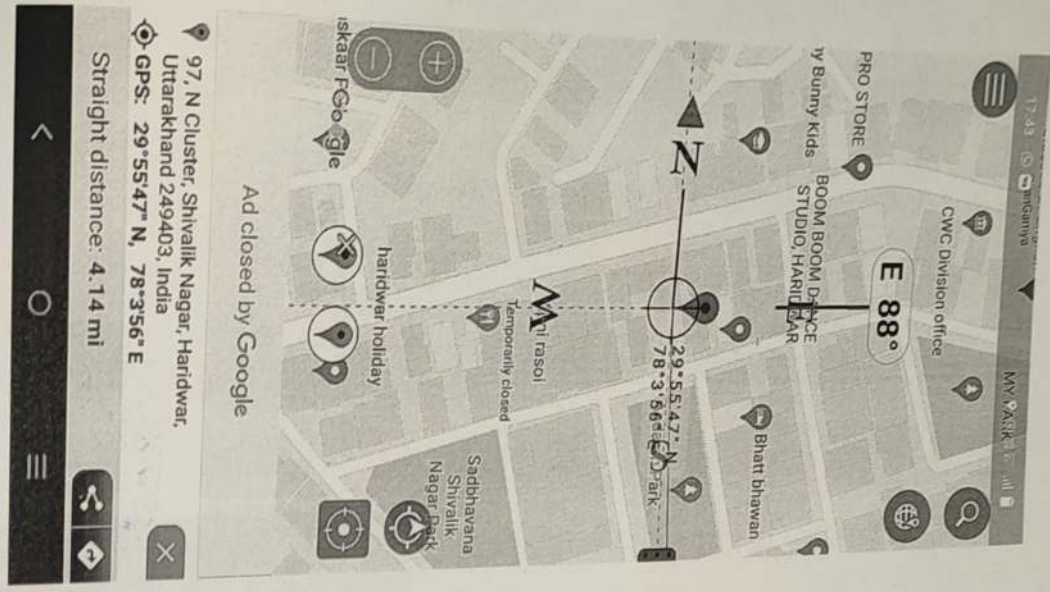 17:43
MY PARK
CWC Division office
E 88°
PRO STORE
BOOM BOOM DANCE
STUDIO, HARIDWAR
ny Bunny Kids
Bhatt bhawan
N
29°55'47" N
78°3'56" E
Park
W
rasoi
Temporarily closed
haridwar holiday
Sadbhavana
Shivalik
Nagar Park
+
−
Google
Ad closed by Google
97, N Cluster, Shivalik Nagar, Haridwar,
Uttarakhand 249403, India
GPS: 29°55'47" N, 78°3'56" E
Straight distance: 4.14 mi